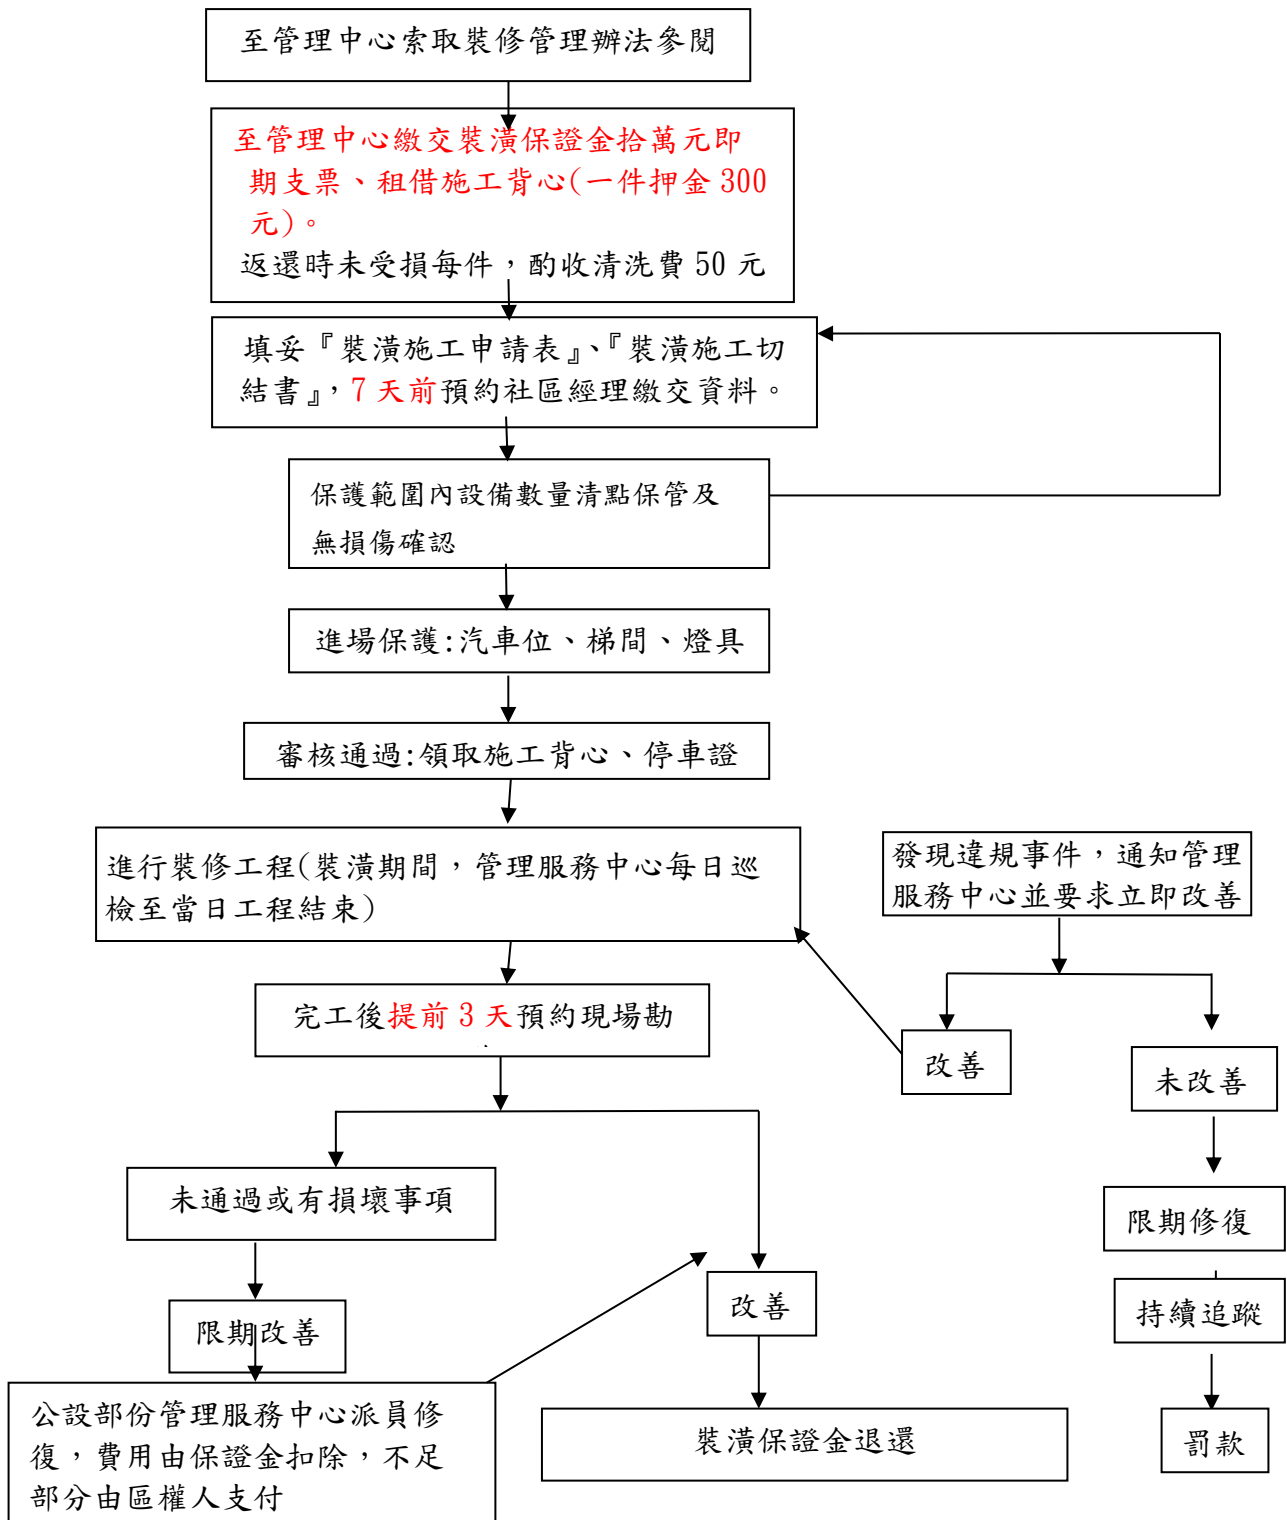 至管理中心索取裝修管理辦法參閱
至管理中心繳交裝潢保證金拾萬元即
期支票、租借施工背心(一件押金 300
元)。
返還時未受損每件，酌收清洗費 50 元
填妥『裝潢施工申請表』、『裝潢施工切
結書』，7 天前預約社區經理繳交資料。
保護範圍內設備數量清點保管及
無損傷確認
進場保護:汽車位、梯間、燈具
審核通過:領取施工背心、停車證
進行裝修工程(裝潢期間，管理服務中心每日巡
檢至當日工程結束)
發現違規事件，通知管理
服務中心並要求立即改善
完工後提前 3 天預約現場勘
改善
未改善
未通過或有損壞事項
限期修復
改善
持續追蹤
限期改善
公設部份管理服務中心派員修
復，費用由保證金扣除，不足
部分由區權人支付
裝潢保證金退還
罰款